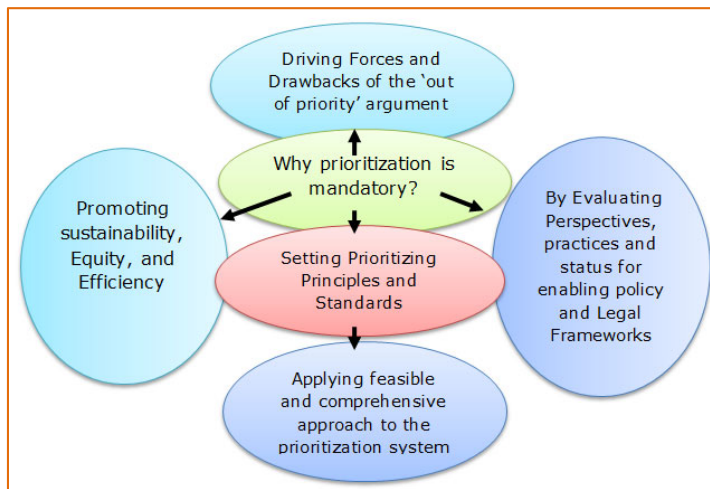 Driving Forces and
Drawbacks of the ‘out
of priority’ argument
Why prioritization is
mandatory?
Promoting
sustainability,
Equity, and
Efficiency
By Evaluating
Perspectives,
practices and
status for
enabling policy
and Legal
Frameworks
Setting Prioritizing
Principles and
Standards
Applying feasible
and comprehensive
approach to the
prioritization system